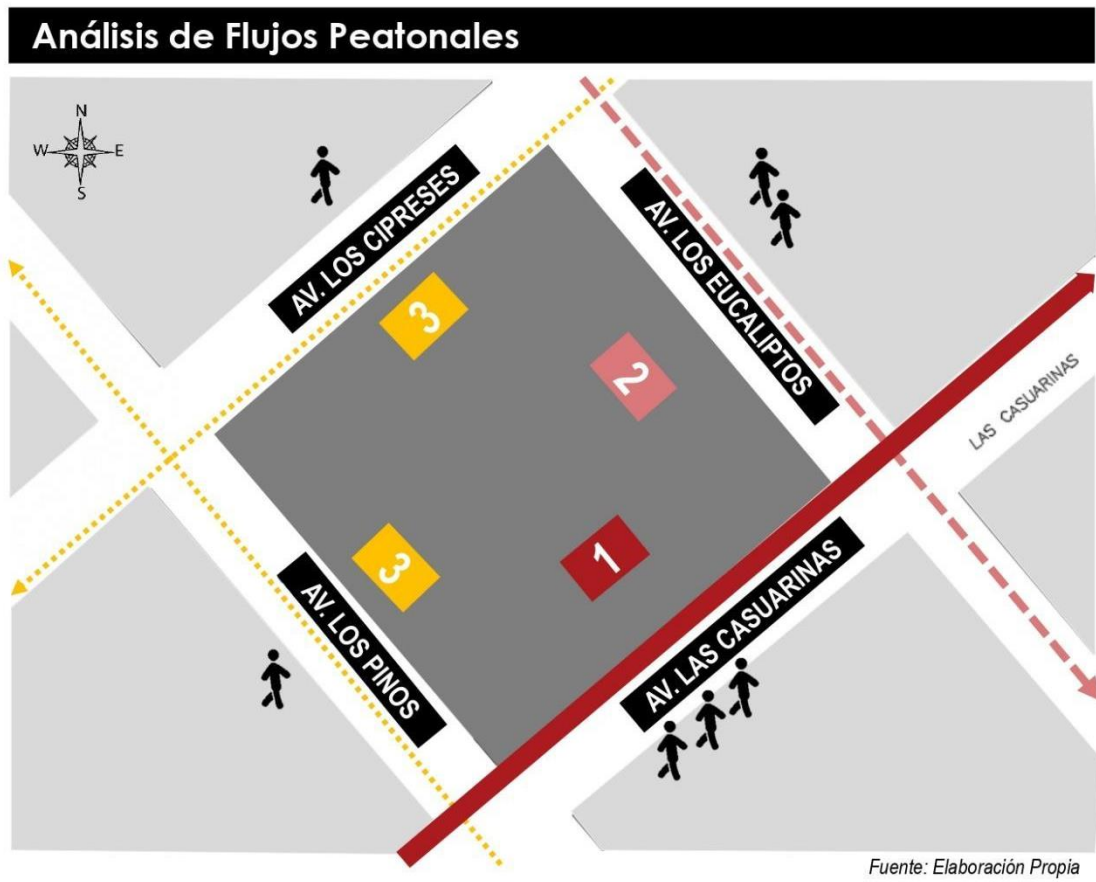 Análisis de Flujos Peatonales
N
W
E
S
AV. LOS CIPRESES
AV. LOS EUCALIPTOS
3
2
LAS CASUARINAS
3
1
AV. LOS PINOS
AV. LAS CASUARINAS
Fuente: Elaboración Propia